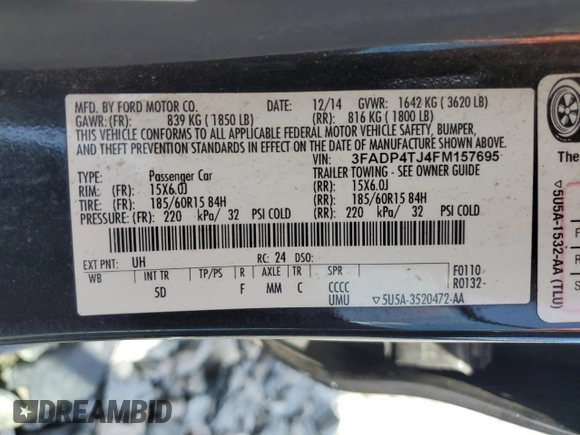 MFD. BY FORD MOTOR CO. DATE: 12/14 GVWR: 1642 KG (3620 LB)
GAWR: (FR): 839 KG (1850 LB) (RR): 816 KG (1800 LB)
THIS VEHICLE CONFORMS TO ALL APPLICABLE FEDERAL MOTOR VEHICLE SAFETY, BUMPER,
AND THEFT PREVENTION STANDARDS IN EFFECT ON THE DATE OF MANUFACTURE SHOWN ABOVE.
VIN: 3FADP4TJ4FM157695
TYPE: Passenger Car TRAILER TOWING - SEE OWNER GUIDE
RIM: (FR): 15X6.0J (RR): 15X6.0J
TIRE: (FR): 185/60R15 84H (RR): 185/60R15 84H
PRESSURE: (FR): 220 kPa/ 32 PSI COLD (RR): 220 kPa/ 32 PSI COLD
EXT PNT: UH RC: 24 DSO:
WB INT TR TP/PS R AXLE TR SPR F0110
5D F MM C CCCC R0132
UMU ▽5U5A-3520472-AA
The
▽5U5A-1532-AA (TLU)
DREAMBID